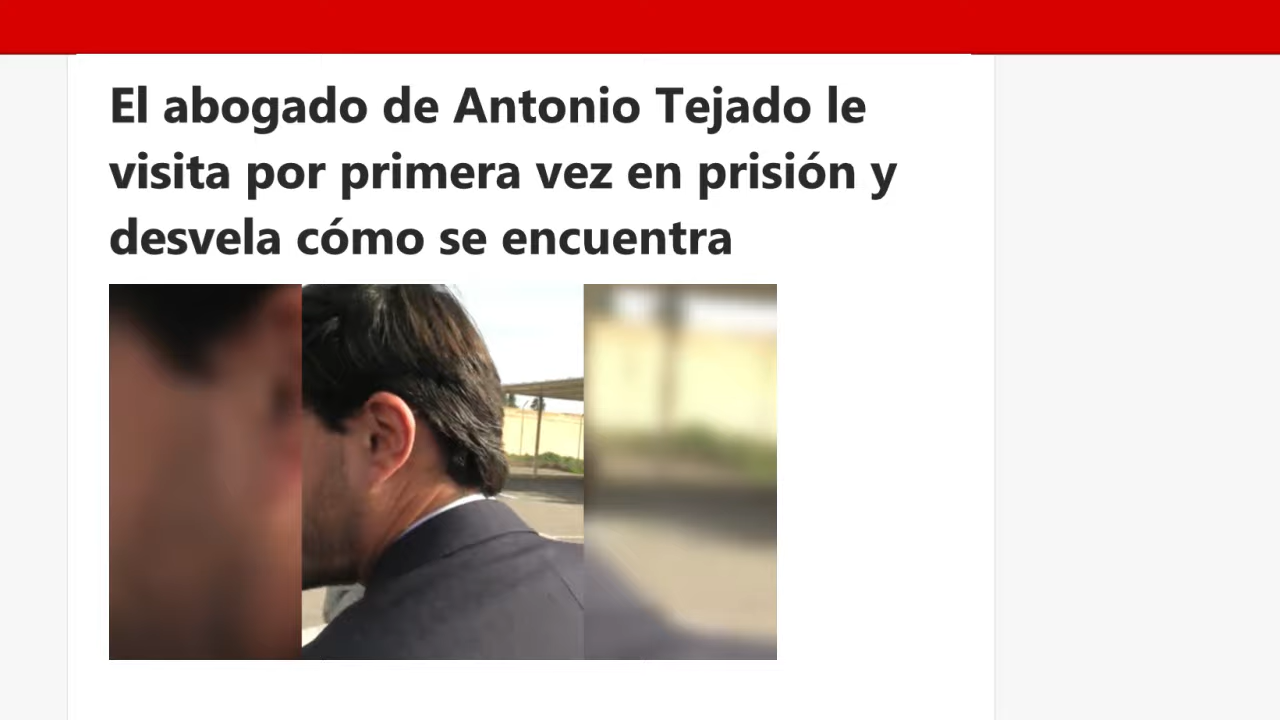 El abogado de Antonio Tejado le
visita por primera vez en prisión y
desvela cómo se encuentra